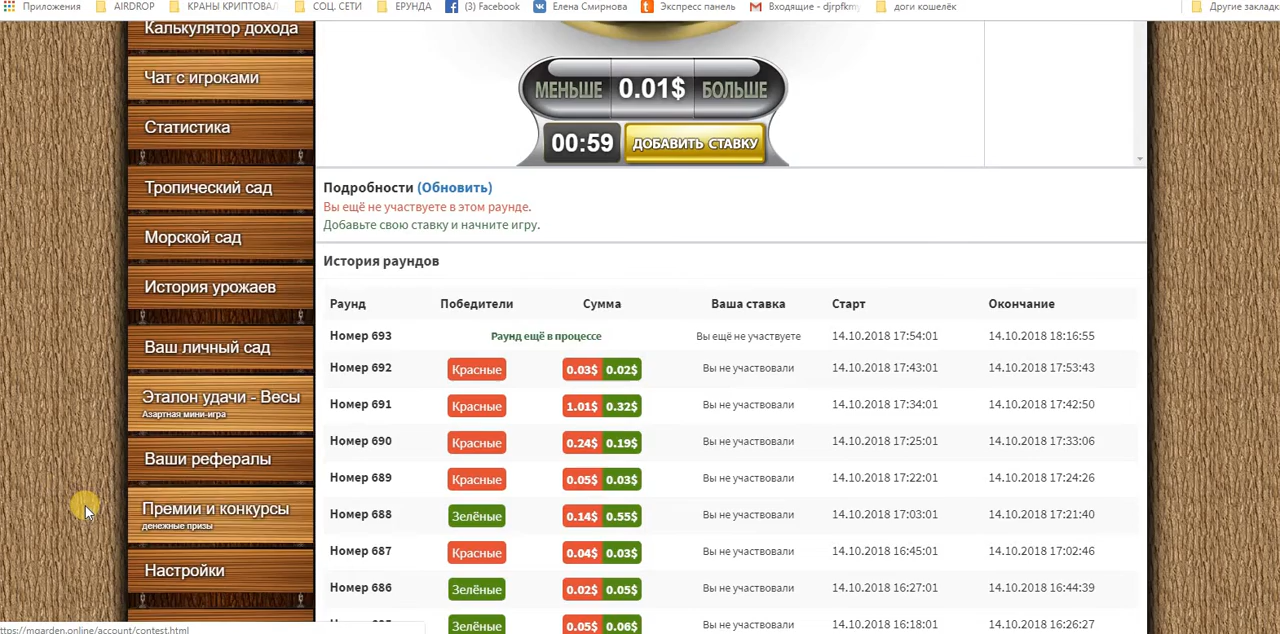 Приложения AIRDROP КРАНЫ КРИПТОВАЛ СОЦ. СЕТИ ЕРУНДА (3) Facebook Елена Смирнова Экспресс панель Входящие - djrpfkm доги кошелёк Другие закладк
Калькулятор дохода
Чат с игроками
Статистика
Тропический сад
Морской сад
История урожаев
Ваш личный сад
Эталон удачи - Весы
Азартная мини-игра
Ваши рефералы
Премии и конкурсы
денежные призы
Настройки
МЕНЬШЕ 0.01$ БОЛЬШЕ
00:59 ДОБАВИТЬ СТАВКУ
Подробности (Обновить)
Вы ещё не участвуете в этом раунде.
Добавьте свою ставку и начните игру.
История раундов
Раунд Победители Сумма Ваша ставка Старт Окончание
Номер 693 Раунд ещё в процессе Вы ещё не участвуете 14.10.2018 17:54:01 14.10.2018 18:16:55
Номер 692 Красные 0.03$ 0.02$ Вы не участвовали 14.10.2018 17:43:01 14.10.2018 17:53:43
Номер 691 Красные 1.01$ 0.32$ Вы не участвовали 14.10.2018 17:34:01 14.10.2018 17:42:50
Номер 690 Красные 0.24$ 0.19$ Вы не участвовали 14.10.2018 17:25:01 14.10.2018 17:33:06
Номер 689 Красные 0.05$ 0.03$ Вы не участвовали 14.10.2018 17:22:01 14.10.2018 17:24:26
Номер 688 Зелёные 0.14$ 0.55$ Вы не участвовали 14.10.2018 17:03:01 14.10.2018 17:21:40
Номер 687 Красные 0.04$ 0.03$ Вы не участвовали 14.10.2018 16:45:01 14.10.2018 17:02:46
Номер 686 Зелёные 0.02$ 0.05$ Вы не участвовали 14.10.2018 16:27:01 14.10.2018 16:44:39
Зелёные 0.05$ 0.06$ Вы не участвовали 14.10.2018 16:18:01 14.10.2018 16:26:27
ttps://mgarden.online/account/contest.html